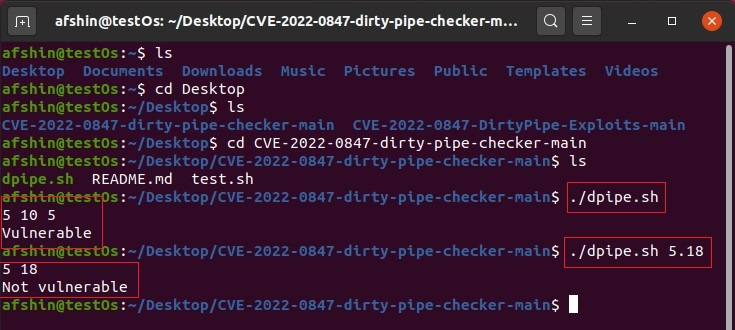 afshin@testOs: ~/Desktop/CVE-2022-0847-dirty-pipe-checker-m...
afshin@testOs:~$ ls
Desktop Documents Downloads Music Pictures Public Templates Videos
afshin@testOs:~$ cd Desktop
afshin@testOs:~/Desktop$ ls
CVE-2022-0847-dirty-pipe-checker-main CVE-2022-0847-DirtyPipe-Exploits-main
afshin@testOs:~/Desktop$ cd CVE-2022-0847-dirty-pipe-checker-main
afshin@testOs:~/Desktop/CVE-2022-0847-dirty-pipe-checker-main$ ls
dpipe.sh README.md test.sh
afshin@testOs:~/Desktop/CVE-2022-0847-dirty-pipe-checker-main$ ./dpipe.sh
5 10 5
Vulnerable
afshin@testOs:~/Desktop/CVE-2022-0847-dirty-pipe-checker-main$ ./dpipe.sh 5.18
5 18
Not vulnerable
afshin@testOs:~/Desktop/CVE-2022-0847-dirty-pipe-checker-main$